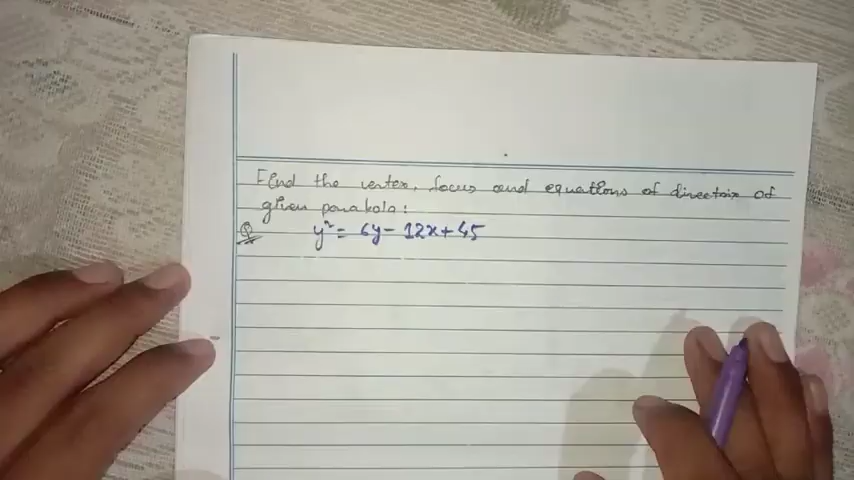 Find the vertex, focus and equations of directrix of
given parabola:
Q y² = 6y - 12x + 45